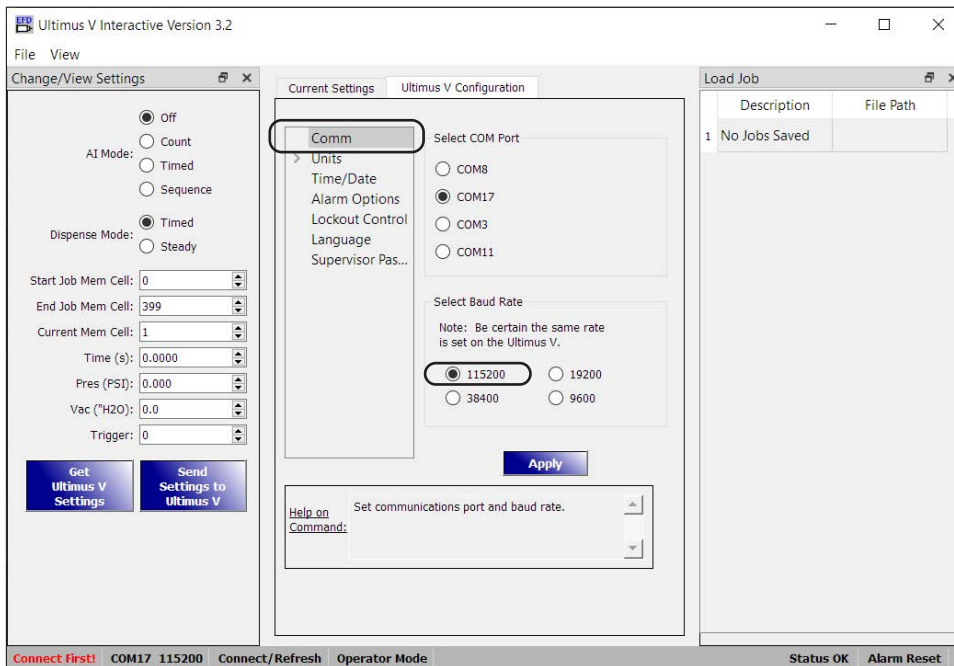 EFD Ultimus V Interactive Version 3.2
File View
Change/View Settings
AI Mode:
Off
Count
Timed
Sequence
Dispense Mode:
Timed
Steady
Start Job Mem Cell: 0
End Job Mem Cell: 399
Current Mem Cell: 1
Time (s): 0.0000
Pres (PSI): 0.000
Vac ("H2O): 0.0
Trigger: 0
Get
Ultimus V
Settings
Send
Settings to
Ultimus V
Current Settings
Ultimus V Configuration
Comm
Units
Time/Date
Alarm Options
Lockout Control
Language
Supervisor Pas...
Select COM Port
COM8
COM17
COM3
COM11
Select Baud Rate
Note: Be certain the same rate
is set on the Ultimus V.
115200 19200
38400 9600
Apply
Help on
Command:
Set communications port and baud rate.
Load Job
Description File Path
1 No Jobs Saved
Connect First! COM17 115200 Connect/Refresh Operator Mode Status OK Alarm Reset